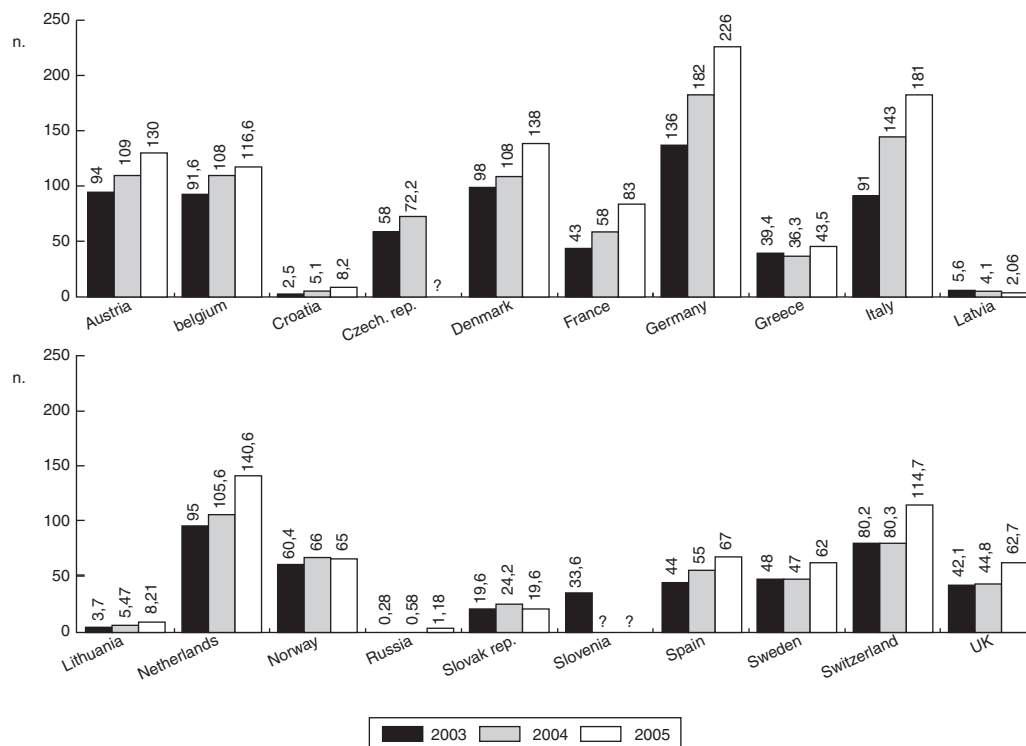 n.
250
200
150
100
50
0
94 109 130
91,6 108 116,6
2,5 5,1 8,2
58 72,2 ?
98 108 138
43 58 83
136 182 226
39,4 36,3 43,5
91 143 181
5,6 4,1 2,06
Austria belgium Croatia Czech. rep. Denmark France Germany Greece Italy Latvia
n.
250
200
150
100
50
0
3,7 5,47 8,21
95 105,6 140,6
60,4 66 65
0,28 0,58 1,18
19,6 24,2 19,6
33,6 ? ?
44 55 67
48 47 62
80,2 80,3 114,7
42,1 44,8 62,7
Lithuania Netherlands Norway Russia Slovak rep. Slovenia Spain Sweden Switzerland UK
2003 2004 2005